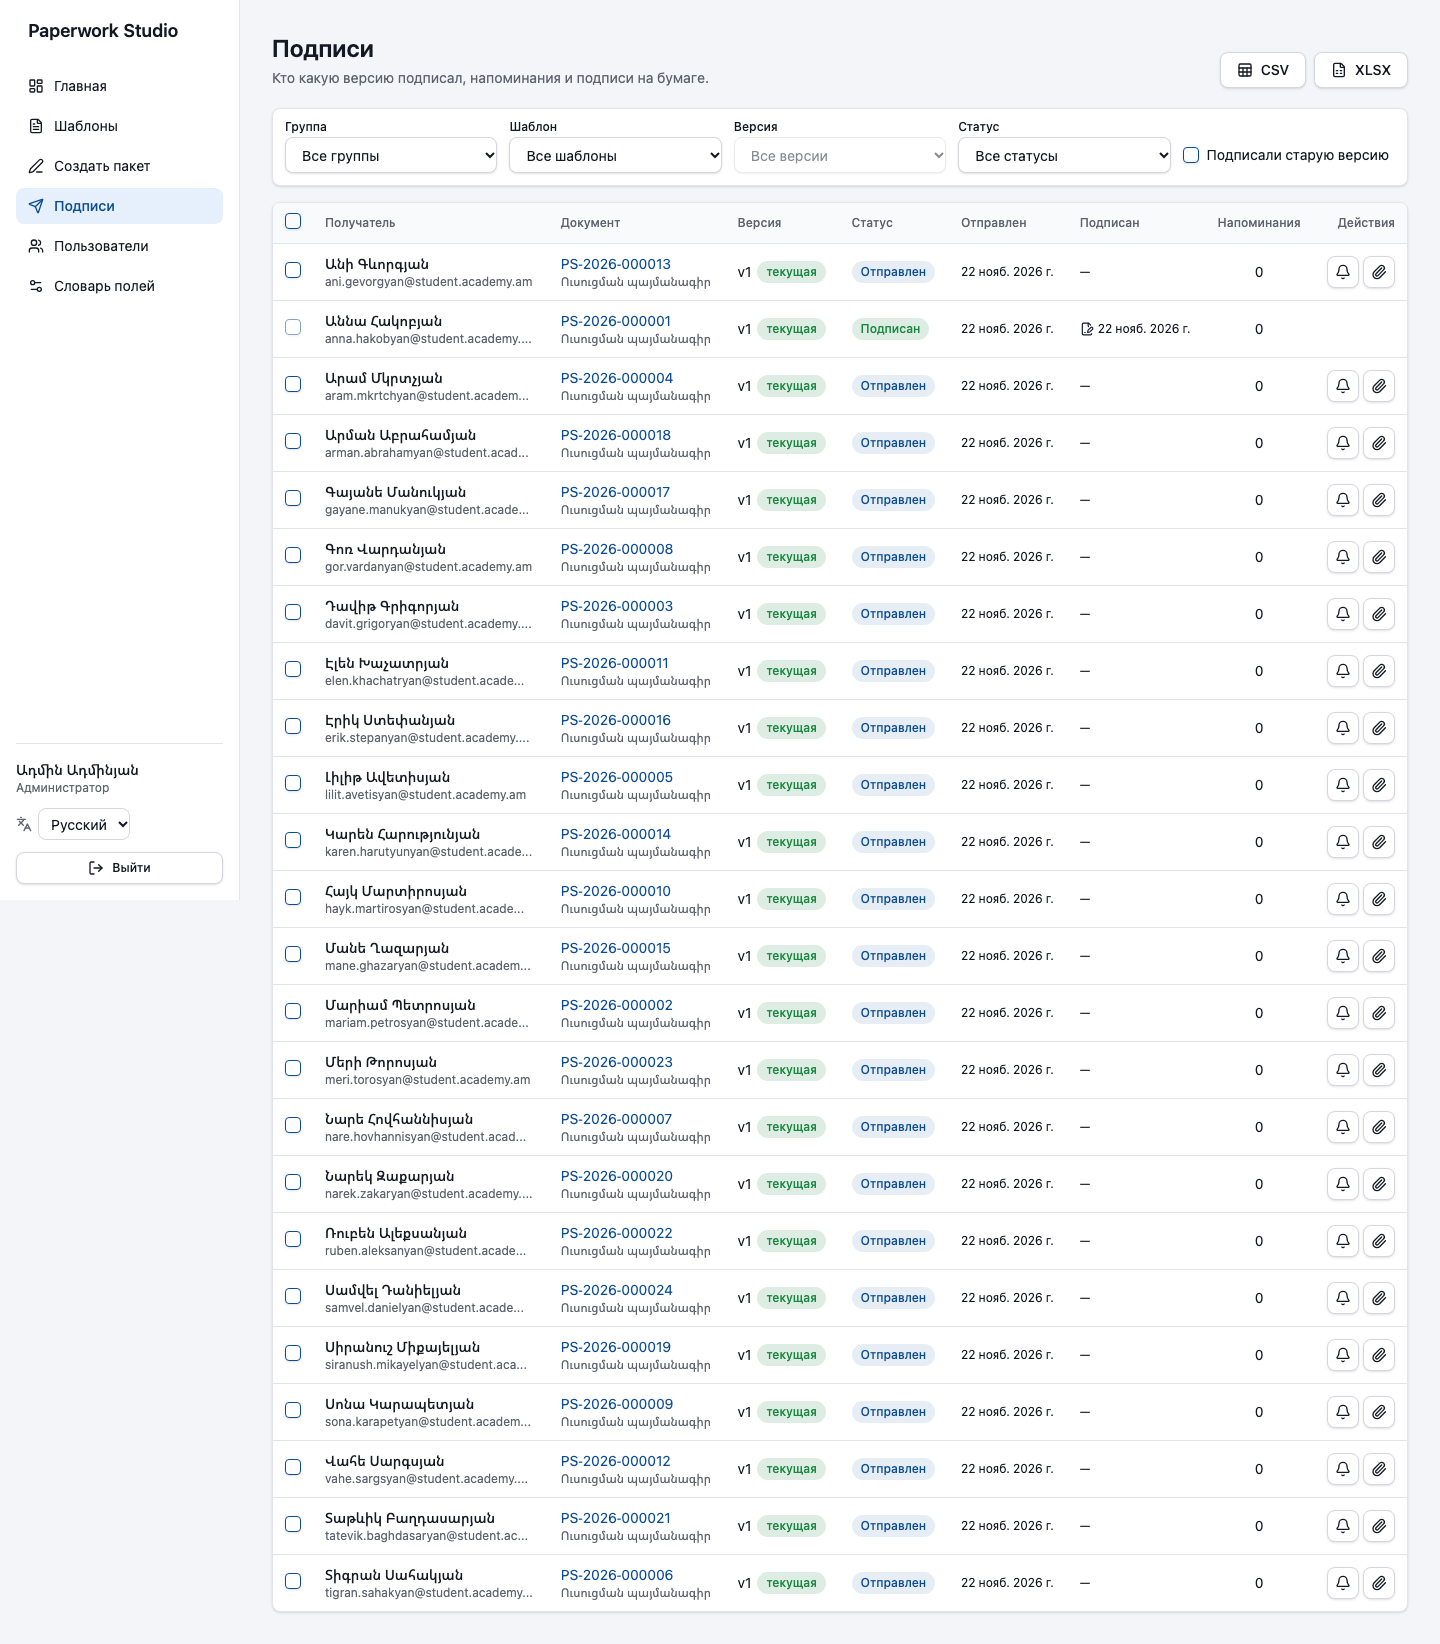 Paperwork Studio
Главная
Шаблоны
Создать пакет
Подписи
Пользователи
Словарь полей
Ադմին Ադմինյան
Администратор
Русский
Выйти
Подписи
Кто какую версию подписал, напоминания и подписи на бумаге.
CSV
XLSX
Группа
Все группы
Шаблон
Все шаблоны
Версия
Все версии
Статус
Все статусы
Подписали старую версию
Получатель Документ Версия Статус Отправлен Подписан Напоминания Действия
Անի Գևորգյան PS-2026-000013 v1 текущая Отправлен 22 нояб. 2026 г. — 0
ani.gevorgyan@student.academy.am Ուսուցման պայմանագիր
Աննա Հակոբյան PS-2026-000001 v1 текущая Подписан 22 нояб. 2026 г. 22 нояб. 2026 г. 0
anna.hakobyan@student.academy.... Ուսուցման պայմանագիր
Արամ Մկրտչյան PS-2026-000004 v1 текущая Отправлен 22 нояб. 2026 г. — 0
aram.mkrtchyan@student.academ... Ուսուցման պայմանագիր
Արման Աբրահամյան PS-2026-000018 v1 текущая Отправлен 22 нояб. 2026 г. — 0
arman.abrahamyan@student.acad... Ուսուցման պայմանագիր
Գայանե Մանուկյան PS-2026-000017 v1 текущая Отправлен 22 нояб. 2026 г. — 0
gayane.manukyan@student.acade... Ուսուցման պայմանագիր
Գոռ Վարդանյան PS-2026-000008 v1 текущая Отправлен 22 нояб. 2026 г. — 0
gor.vardanyan@student.academy.am Ուսուցման պայմանագիր
Դավիթ Գրիգորյան PS-2026-000003 v1 текущая Отправлен 22 нояб. 2026 г. — 0
davit.grigoryan@student.academy.... Ուսուցման պայմանագիր
Էլեն Խաչատրյան PS-2026-000011 v1 текущая Отправлен 22 нояб. 2026 г. — 0
elen.khachatryan@student.acade... Ուսուցման պայմանագիր
Էրիկ Ստեփանյան PS-2026-000016 v1 текущая Отправлен 22 нояб. 2026 г. — 0
erik.stepanyan@student.academy.... Ուսուցման պայմանագիր
Լիլիթ Ավետիսյան PS-2026-000005 v1 текущая Отправлен 22 нояб. 2026 г. — 0
lilit.avetisyan@student.academy.am Ուսուցման պայմանագիր
Կարեն Հարությունյան PS-2026-000014 v1 текущая Отправлен 22 нояб. 2026 г. — 0
karen.harutyunyan@student.acade... Ուսուցման պայմանագիր
Հայկ Մարտիրոսյան PS-2026-000010 v1 текущая Отправлен 22 нояб. 2026 г. — 0
hayk.martirosyan@student.acade... Ուսուցման պայմանագիր
Մանե Ղազարյան PS-2026-000015 v1 текущая Отправлен 22 нояб. 2026 г. — 0
mane.ghazaryan@student.academ... Ուսուցման պայմանագիր
Մարիամ Պետրոսյան PS-2026-000002 v1 текущая Отправлен 22 нояб. 2026 г. — 0
mariam.petrosyan@student.acade... Ուսուցման պայմանագիր
Մերի Թորոսյան PS-2026-000023 v1 текущая Отправлен 22 нояб. 2026 г. — 0
meri.torosyan@student.academy.am Ուսուցման պայմանագիր
Նարե Հովհաննիսյան PS-2026-000007 v1 текущая Отправлен 22 нояб. 2026 г. — 0
nare.hovhannisyan@student.acad... Ուսուցման պայմանագիր
Նարեկ Զաքարյան PS-2026-000020 v1 текущая Отправлен 22 нояб. 2026 г. — 0
narek.zakaryan@student.academy.... Ուսուցման պայմանագիր
Ռուբեն Ալեքսանյան PS-2026-000022 v1 текущая Отправлен 22 нояб. 2026 г. — 0
ruben.aleksanyan@student.acade... Ուսուցման պայմանագիր
Սամվել Դանիելյան PS-2026-000024 v1 текущая Отправлен 22 нояб. 2026 г. — 0
samvel.danielyan@student.acade... Ուսուցման պայմանագիր
Սիրանուշ Միքայելյան PS-2026-000019 v1 текущая Отправлен 22 нояб. 2026 г. — 0
siranush.mikayelyan@student.aca... Ուսուցման պայմանագիր
Սոնա Կարապետյան PS-2026-000009 v1 текущая Отправлен 22 нояб. 2026 г. — 0
sona.karapetyan@student.academ... Ուսուցման պայմանագիր
Վահե Սարգսյան PS-2026-000012 v1 текущая Отправлен 22 нояб. 2026 г. — 0
vahe.sargsyan@student.academy.... Ուսուցման պայմանագիր
Տաթևիկ Բաղդասարյան PS-2026-000021 v1 текущая Отправлен 22 нояб. 2026 г. — 0
tatevik.baghdasaryan@student.ac... Ուսուցման պայմանագիր
Տիգրան Սահակյան PS-2026-000006 v1 текущая Отправлен 22 нояб. 2026 г. — 0
tigran.sahakyan@student.academy... Ուսուցման պայմանագիր